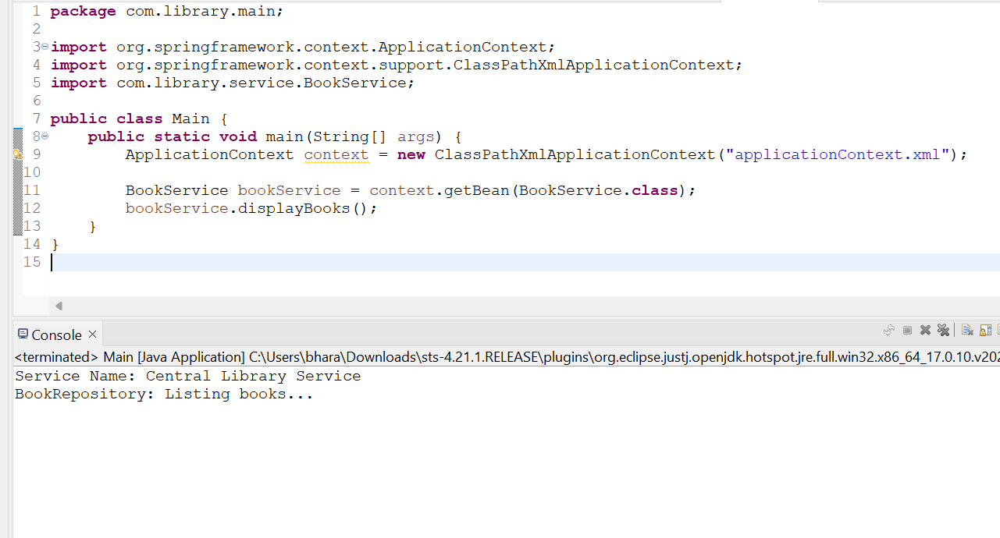 1 package com.library.main;
2
3 import org.springframework.context.ApplicationContext;
4 import org.springframework.context.support.ClassPathXmlApplicationContext;
5 import com.library.service.BookService;
6
7 public class Main {
8     public static void main(String[] args) {
9         ApplicationContext context = new ClassPathXmlApplicationContext("applicationContext.xml");
10
11         BookService bookService = context.getBean(BookService.class);
12         bookService.displayBooks();
13     }
14 }
15
Console
<terminated> Main [Java Application] C:\Users\bhara\Downloads\sts-4.21.1.RELEASE\plugins\org.eclipse.justj.openjdk.hotspot.jre.full.win32.x86_64_17.0.10.v202
Service Name: Central Library Service
BookRepository: Listing books...